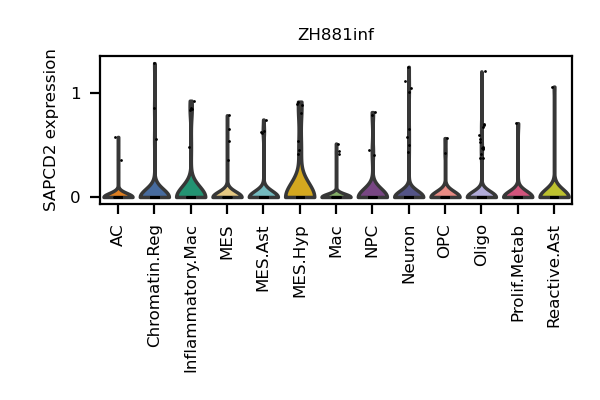 ZH881inf
SAPCD2 expression
1
0
AC
Chromatin.Reg
Inflammatory.Mac
MES
MES.Ast
MES.Hyp
Mac
NPC
Neuron
OPC
Oligo
Prolif.Metab
Reactive.Ast